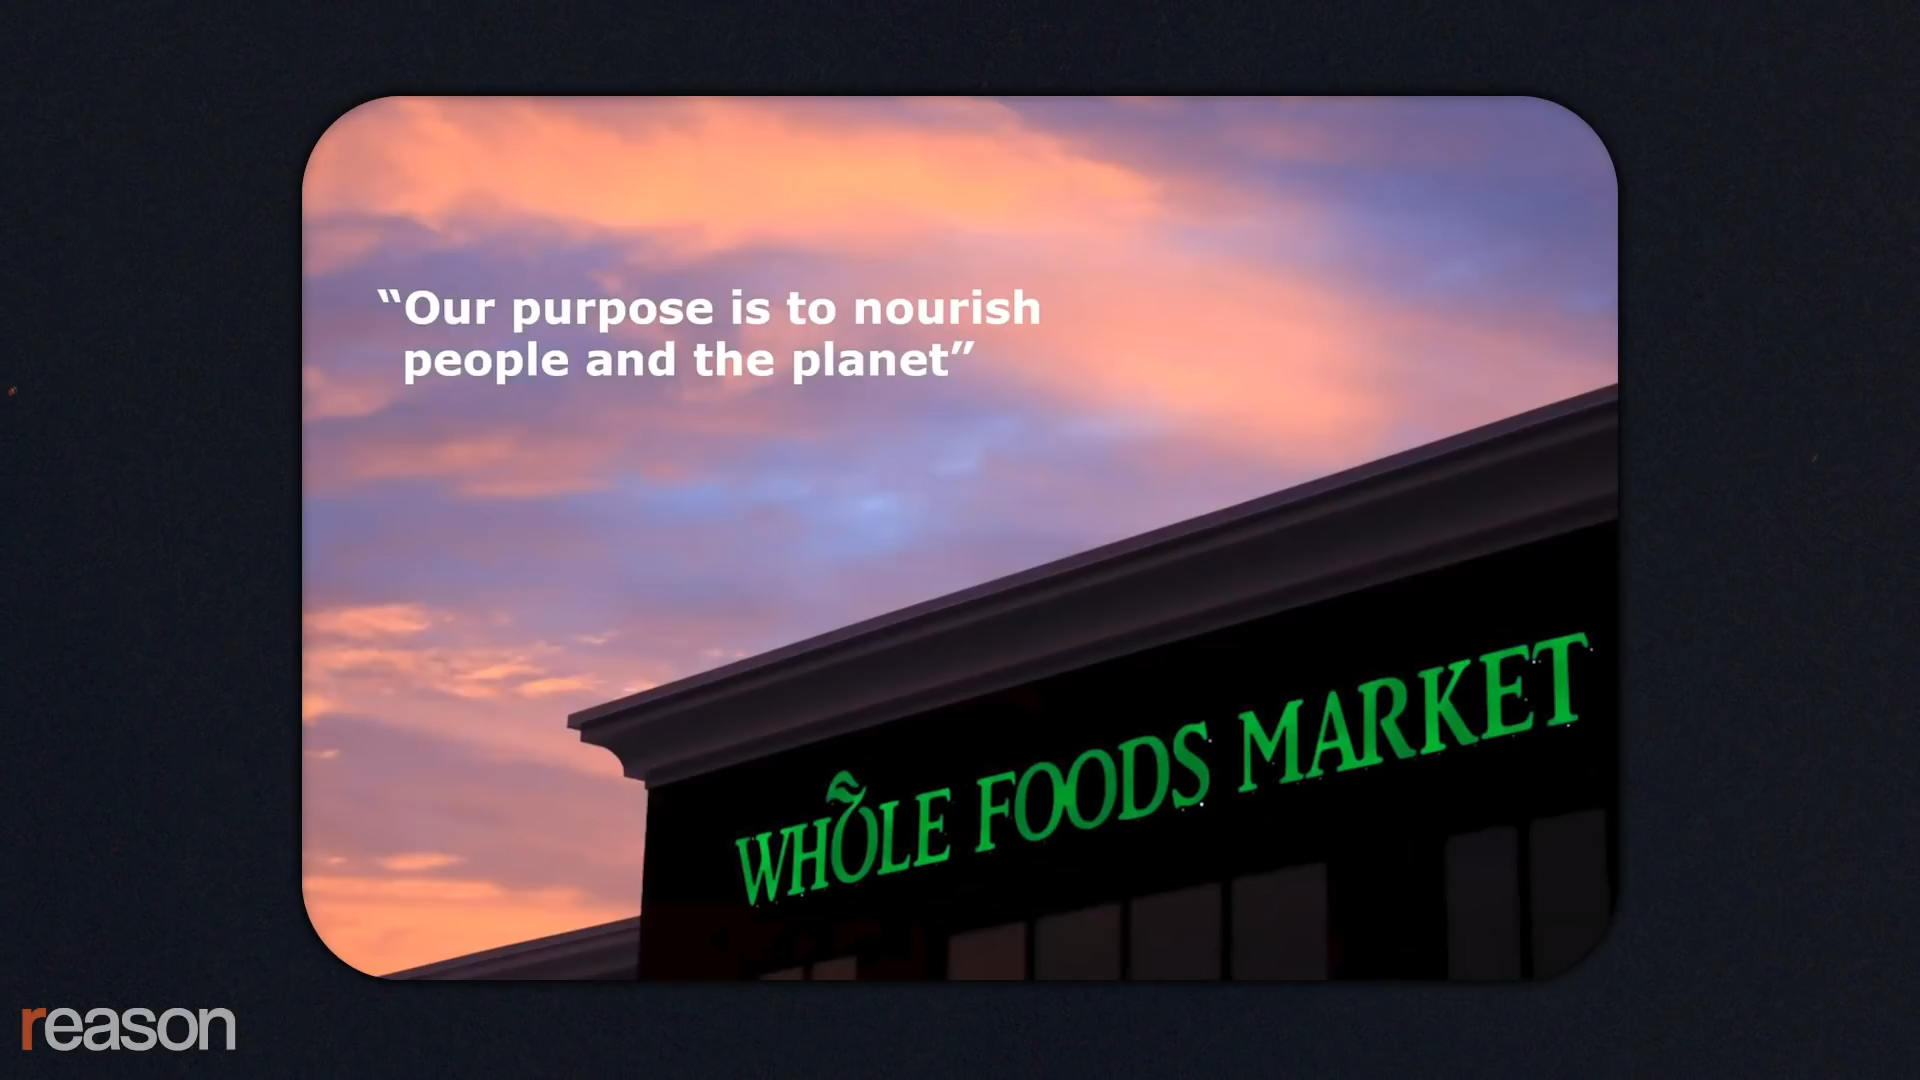 “Our purpose is to nourish
people and the planet”
WHOLE FOODS MARKET
reason